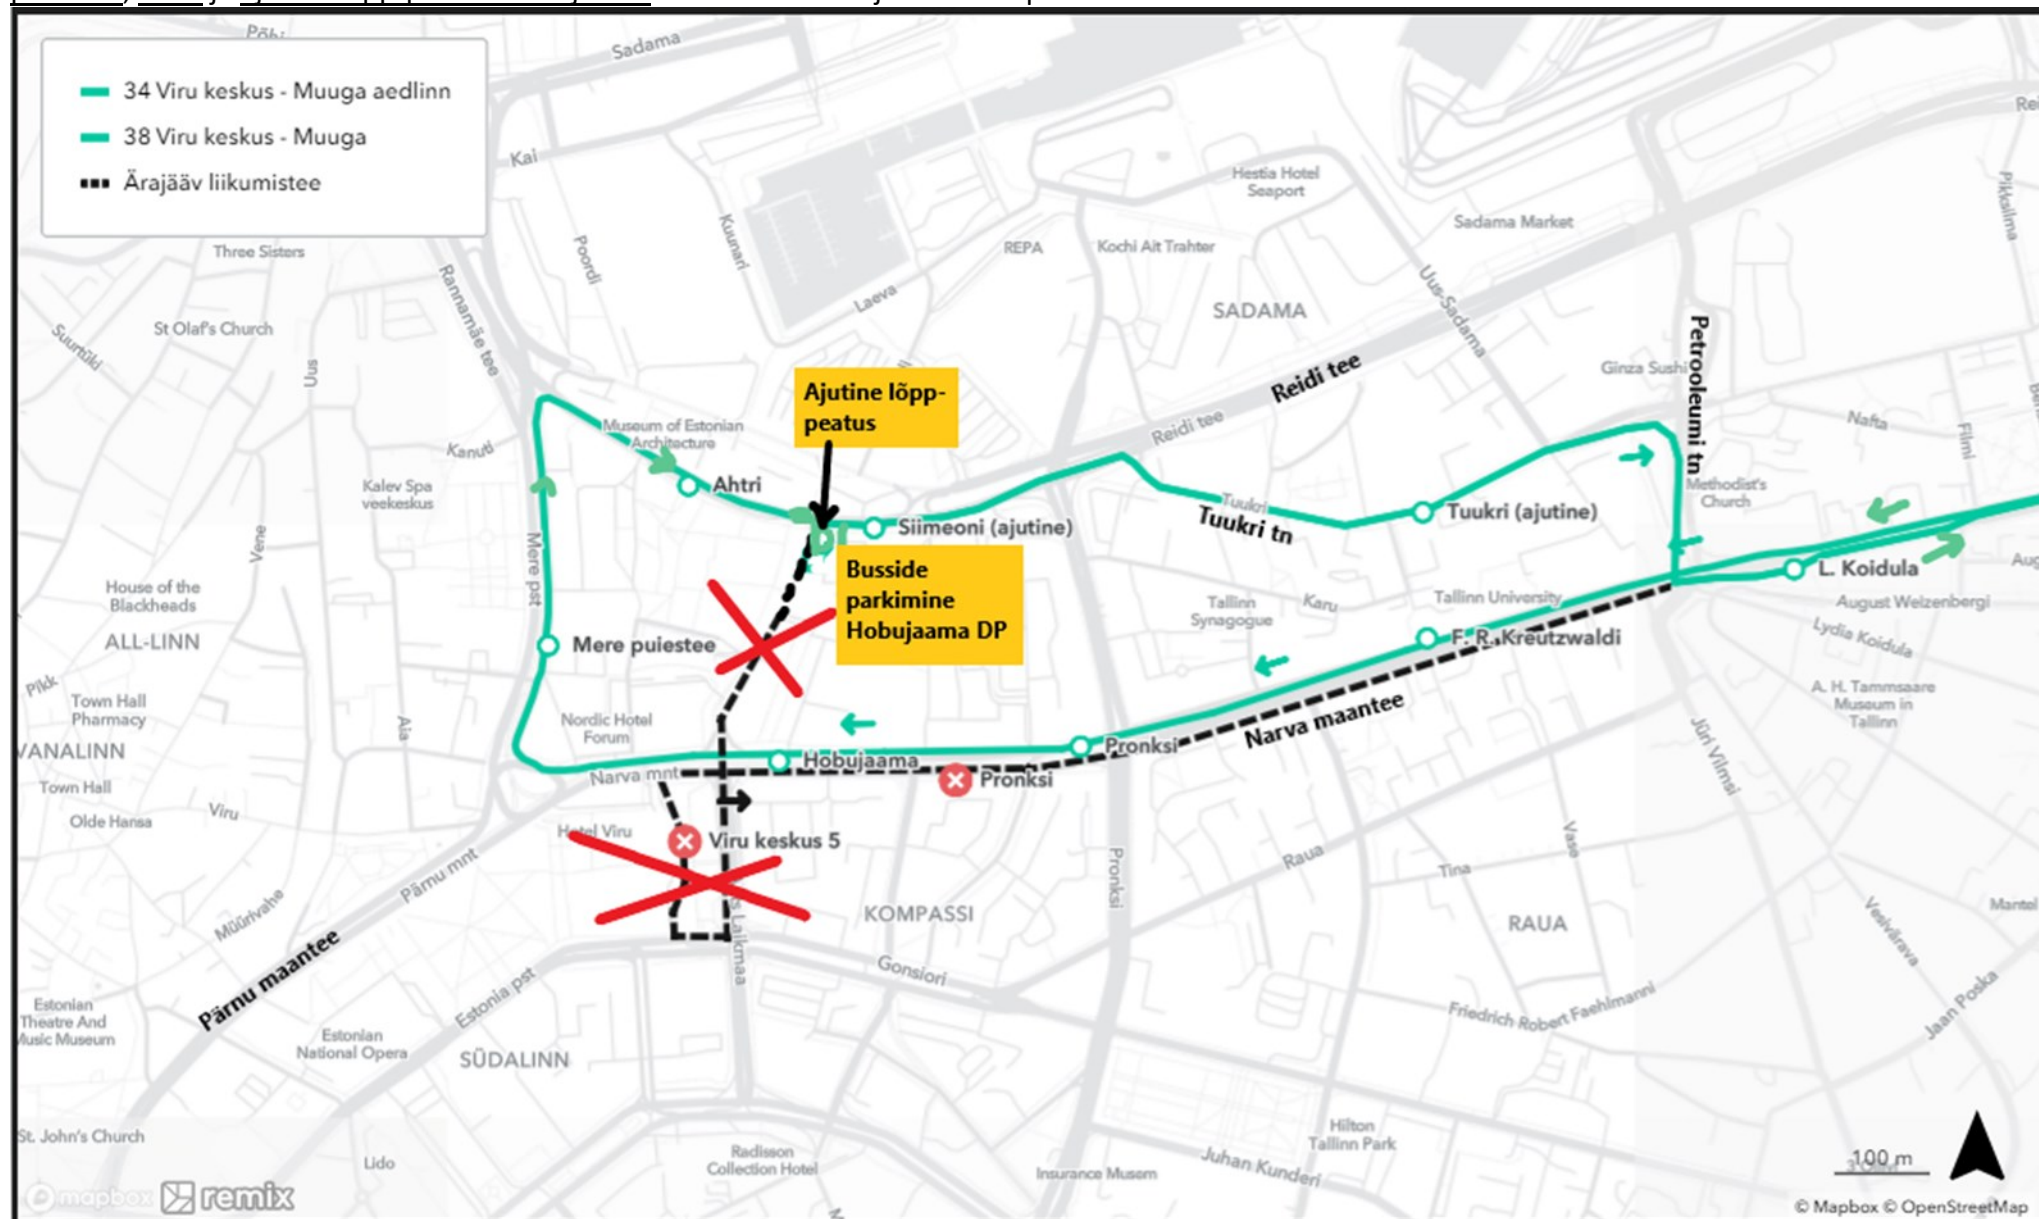 34 Viru keskus - Muuga aedlinn
38 Viru keskus - Muuga
Ärajääv liikumistee
Sadama
Kai
Hestia Hotel
Seaport
Piksilma
Sadama Market
Three Sisters
Poordi
Kuunari
REPA
Kochi Ait Trahter
Rannamäe tee
Laeva
Uus-Sadama
SADAMA
St Olaf's Church
Suurtüki
Uus
Petrooleumi tn
Ajutine lõpp-
peatus
Reidi tee
Ginza Sushi
Museum of Estonian
Architecture
Reidi tee
Nafta
Filmi
Kanuti
Kalev Spa
veekeskus
Ahtri
Methodist's
Church
Tuukri
Tuukri tn
Siimeoni (ajutine)
Tuukri (ajutine)
Vene
Mere pst
Busside
parkimine
Hobujaama DP
L. Koidula
House of the
Blackheads
ALL-LINN
Tallinn
Synagogue
Karu
Tallinn University
August Weizenbergi
F. R. Kreutzwaldi
Lydia Koidula
Mere puiestee
Pikk
Town Hall
Pharmacy
Aia
Nordic Hotel
Forum
A. H. Tammsaare
Museum in
Tallinn
Narva maantee
VANALINN
Pronksi
Hobujaama
Jüri Vilmsi
Town Hall
Narva mnt
Pronksi
Olde Hansa
Viru
Hotel Viru
Viru keskus 5
Vase
Pärnu mnt
Raua
Tina
Pronksi
Müürivahe
KOMPASSI
RAUA
Vesivärava
Laikmaa
Pärnu maantee
Gonsiori
Estonia pst
Friedrich Robert Faehlmanni
Jaan Poska
Estonian
Theatre And
Music Museum
Estonian
National Opera
SÜDALINN
St. John's Church
Lido
Radisson
Collection Hotel
Insurance Musem
Juhan Kunderi
Hilton
Tallinn Park
100 m
mapbox remix
© Mapbox © OpenStreetMap